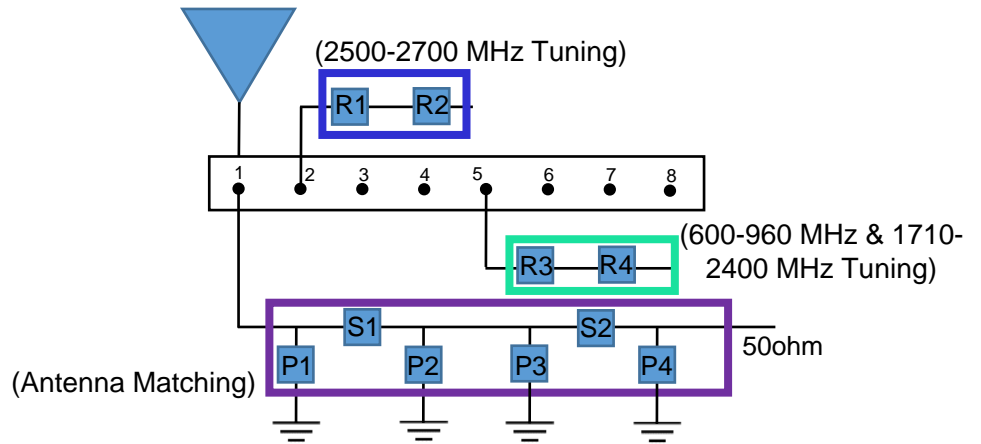 (2500-2700 MHz Tuning)
R1 R2
1 2 3 4 5 6 7 8
(600-960 MHz & 1710-
2400 MHz Tuning)
R3 R4
S1 S2
50ohm
P1 P2 P3 P4
(Antenna Matching)